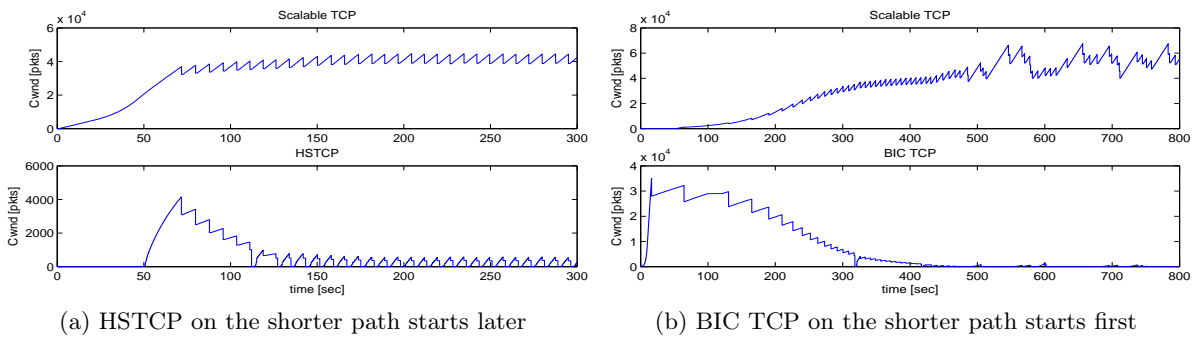 Scalable TCP
x 10^4
6
4
2
0
Cwnd [pkts]
0 50 100 150 200 250 300
HSTCP
6000
4000
2000
0
Cwnd [pkts]
0 50 100 150 200 250 300
time [sec]
(a) HSTCP on the shorter path starts later
Scalable TCP
x 10^4
8
6
4
2
0
Cwnd [pkts]
0 100 200 300 400 500 600 700 800
BIC TCP
x 10^4
4
3
2
1
0
Cwnd [pkts]
0 100 200 300 400 500 600 700 800
time [sec]
(b) BIC TCP on the shorter path starts first